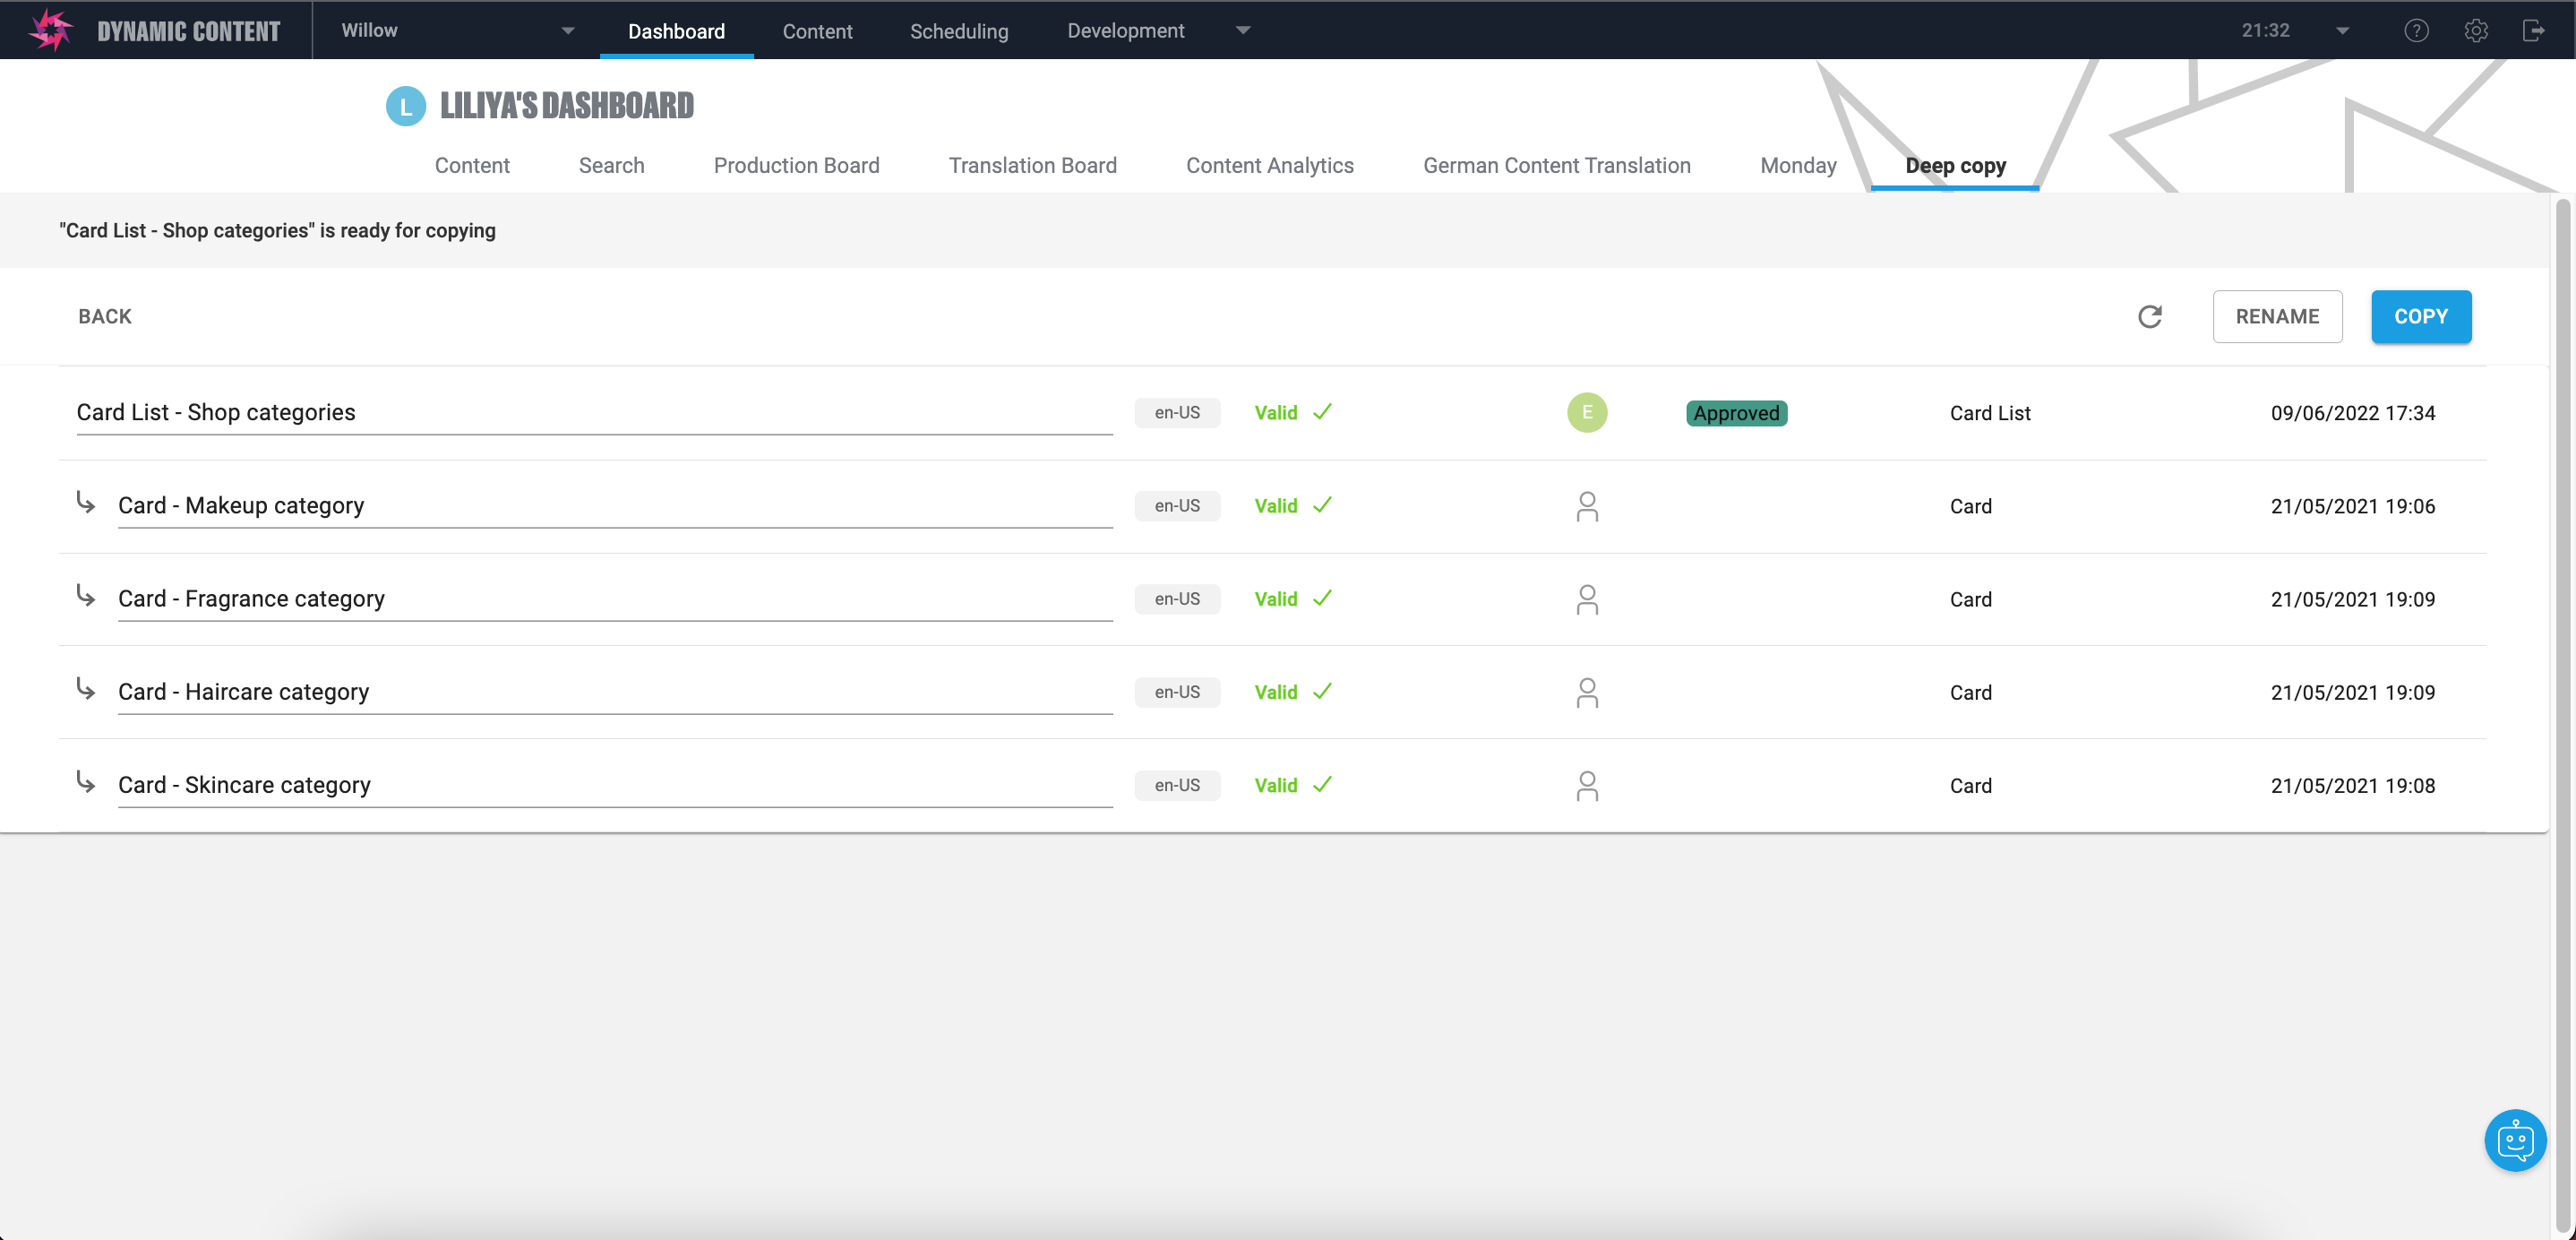 DYNAMIC CONTENT Willow Dashboard Content Scheduling Development 21:32
L LILIYA'S DASHBOARD
Content Search Production Board Translation Board Content Analytics German Content Translation Monday Deep copy
"Card List - Shop categories" is ready for copying
BACK RENAME COPY
Card List - Shop categories en-US Valid E Approved Card List 09/06/2022 17:34
Card - Makeup category en-US Valid Card 21/05/2021 19:06
Card - Fragrance category en-US Valid Card 21/05/2021 19:09
Card - Haircare category en-US Valid Card 21/05/2021 19:09
Card - Skincare category en-US Valid Card 21/05/2021 19:08